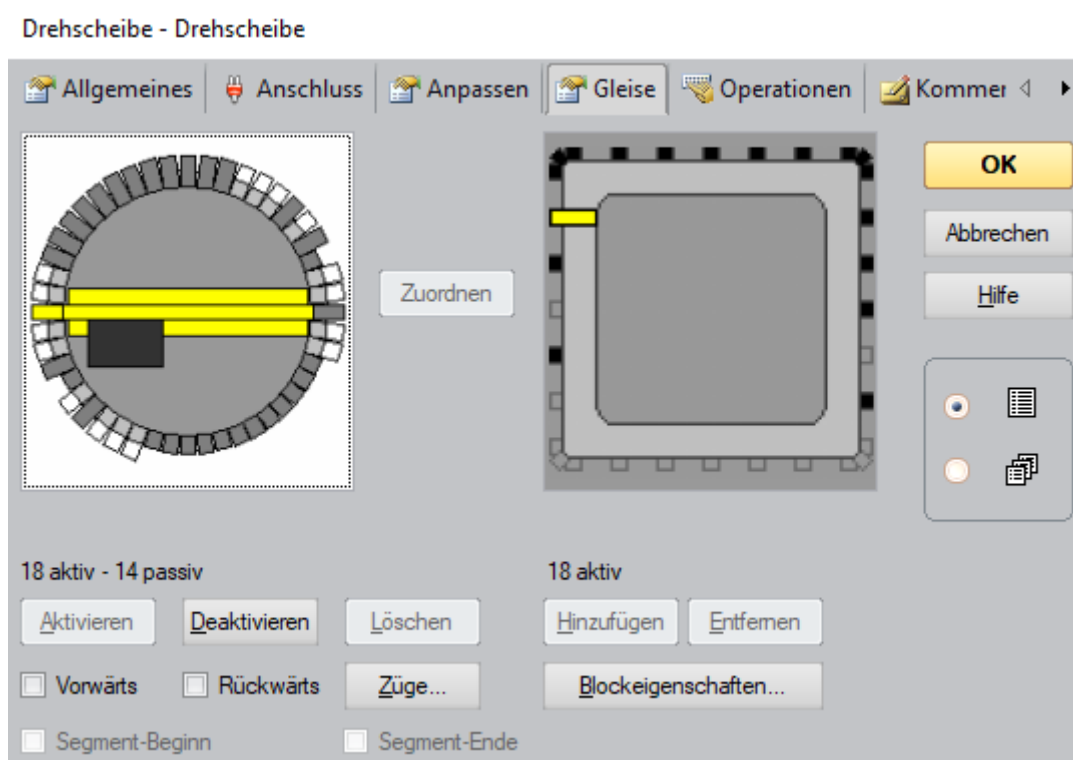 Drehscheibe - Drehscheibe
Allgemeines Anschluss Anpassen Gleise Operationen Kommer
OK
Abbrechen
Zuordnen
Hilfe
18 aktiv - 14 passiv 18 aktiv
Aktivieren Deaktivieren Löschen Hinzufügen Entfernen
Vorwärts Rückwärts Züge... Blockeigenschaften...
Segment-Beginn Segment-Ende